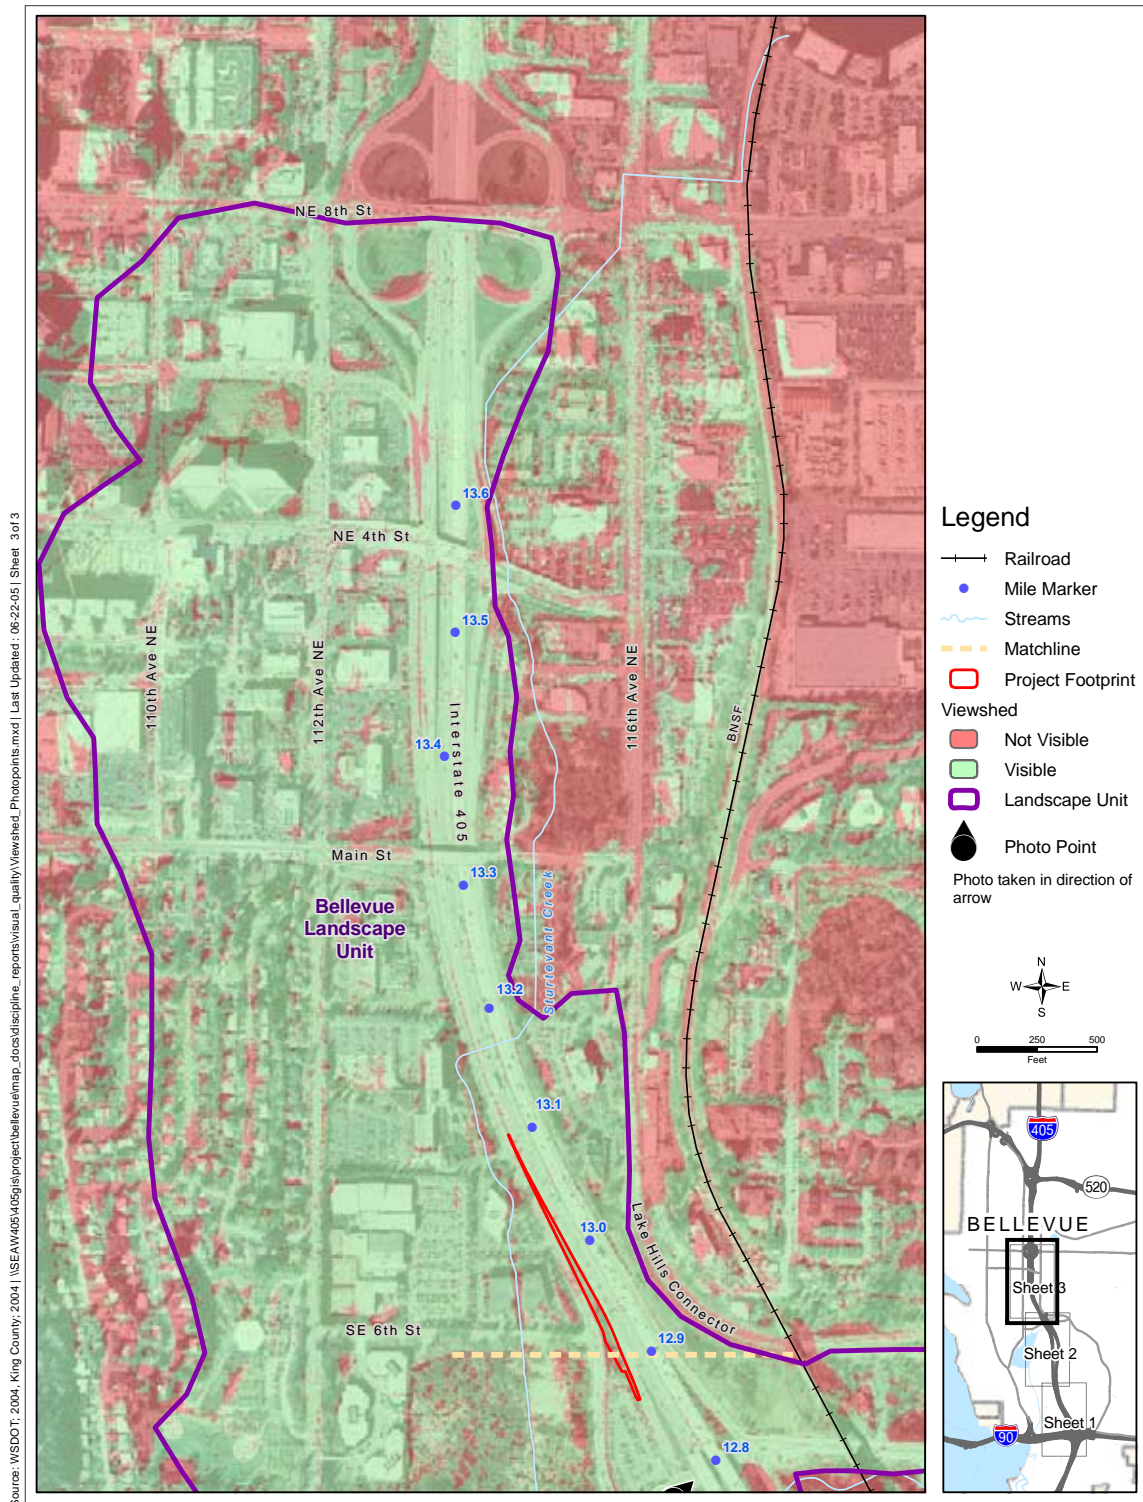 NE 8th St
13.6
NE 4th St
13.5
110th Ave NE
112th Ave NE
116th Ave NE
Interstate 405
13.4
BNSF
Main St
13.3
Bellevue
Landscape
Unit
Sturtevant Creek
13.2
13.1
13.0
Lake Hills Connector
SE 6th St
12.9
12.8
Legend
Railroad
Mile Marker
Streams
Matchline
Project Footprint
Viewshed
Not Visible
Visible
Landscape Unit
Photo Point
Photo taken in direction of
arrow
N
W E
S
0 250 500
Feet
405
520
BELLEVUE
Sheet 3
Sheet 2
Sheet 1
90
Source: WSDOT; 2004, King County; 2004 | \\SEAW405\405gis\project\bellevue\map_docs\discipline_reports\visual_quality\Viewshed_Photopoints.mxd | Last Updated : 06-22-05 | Sheet 3 of 3